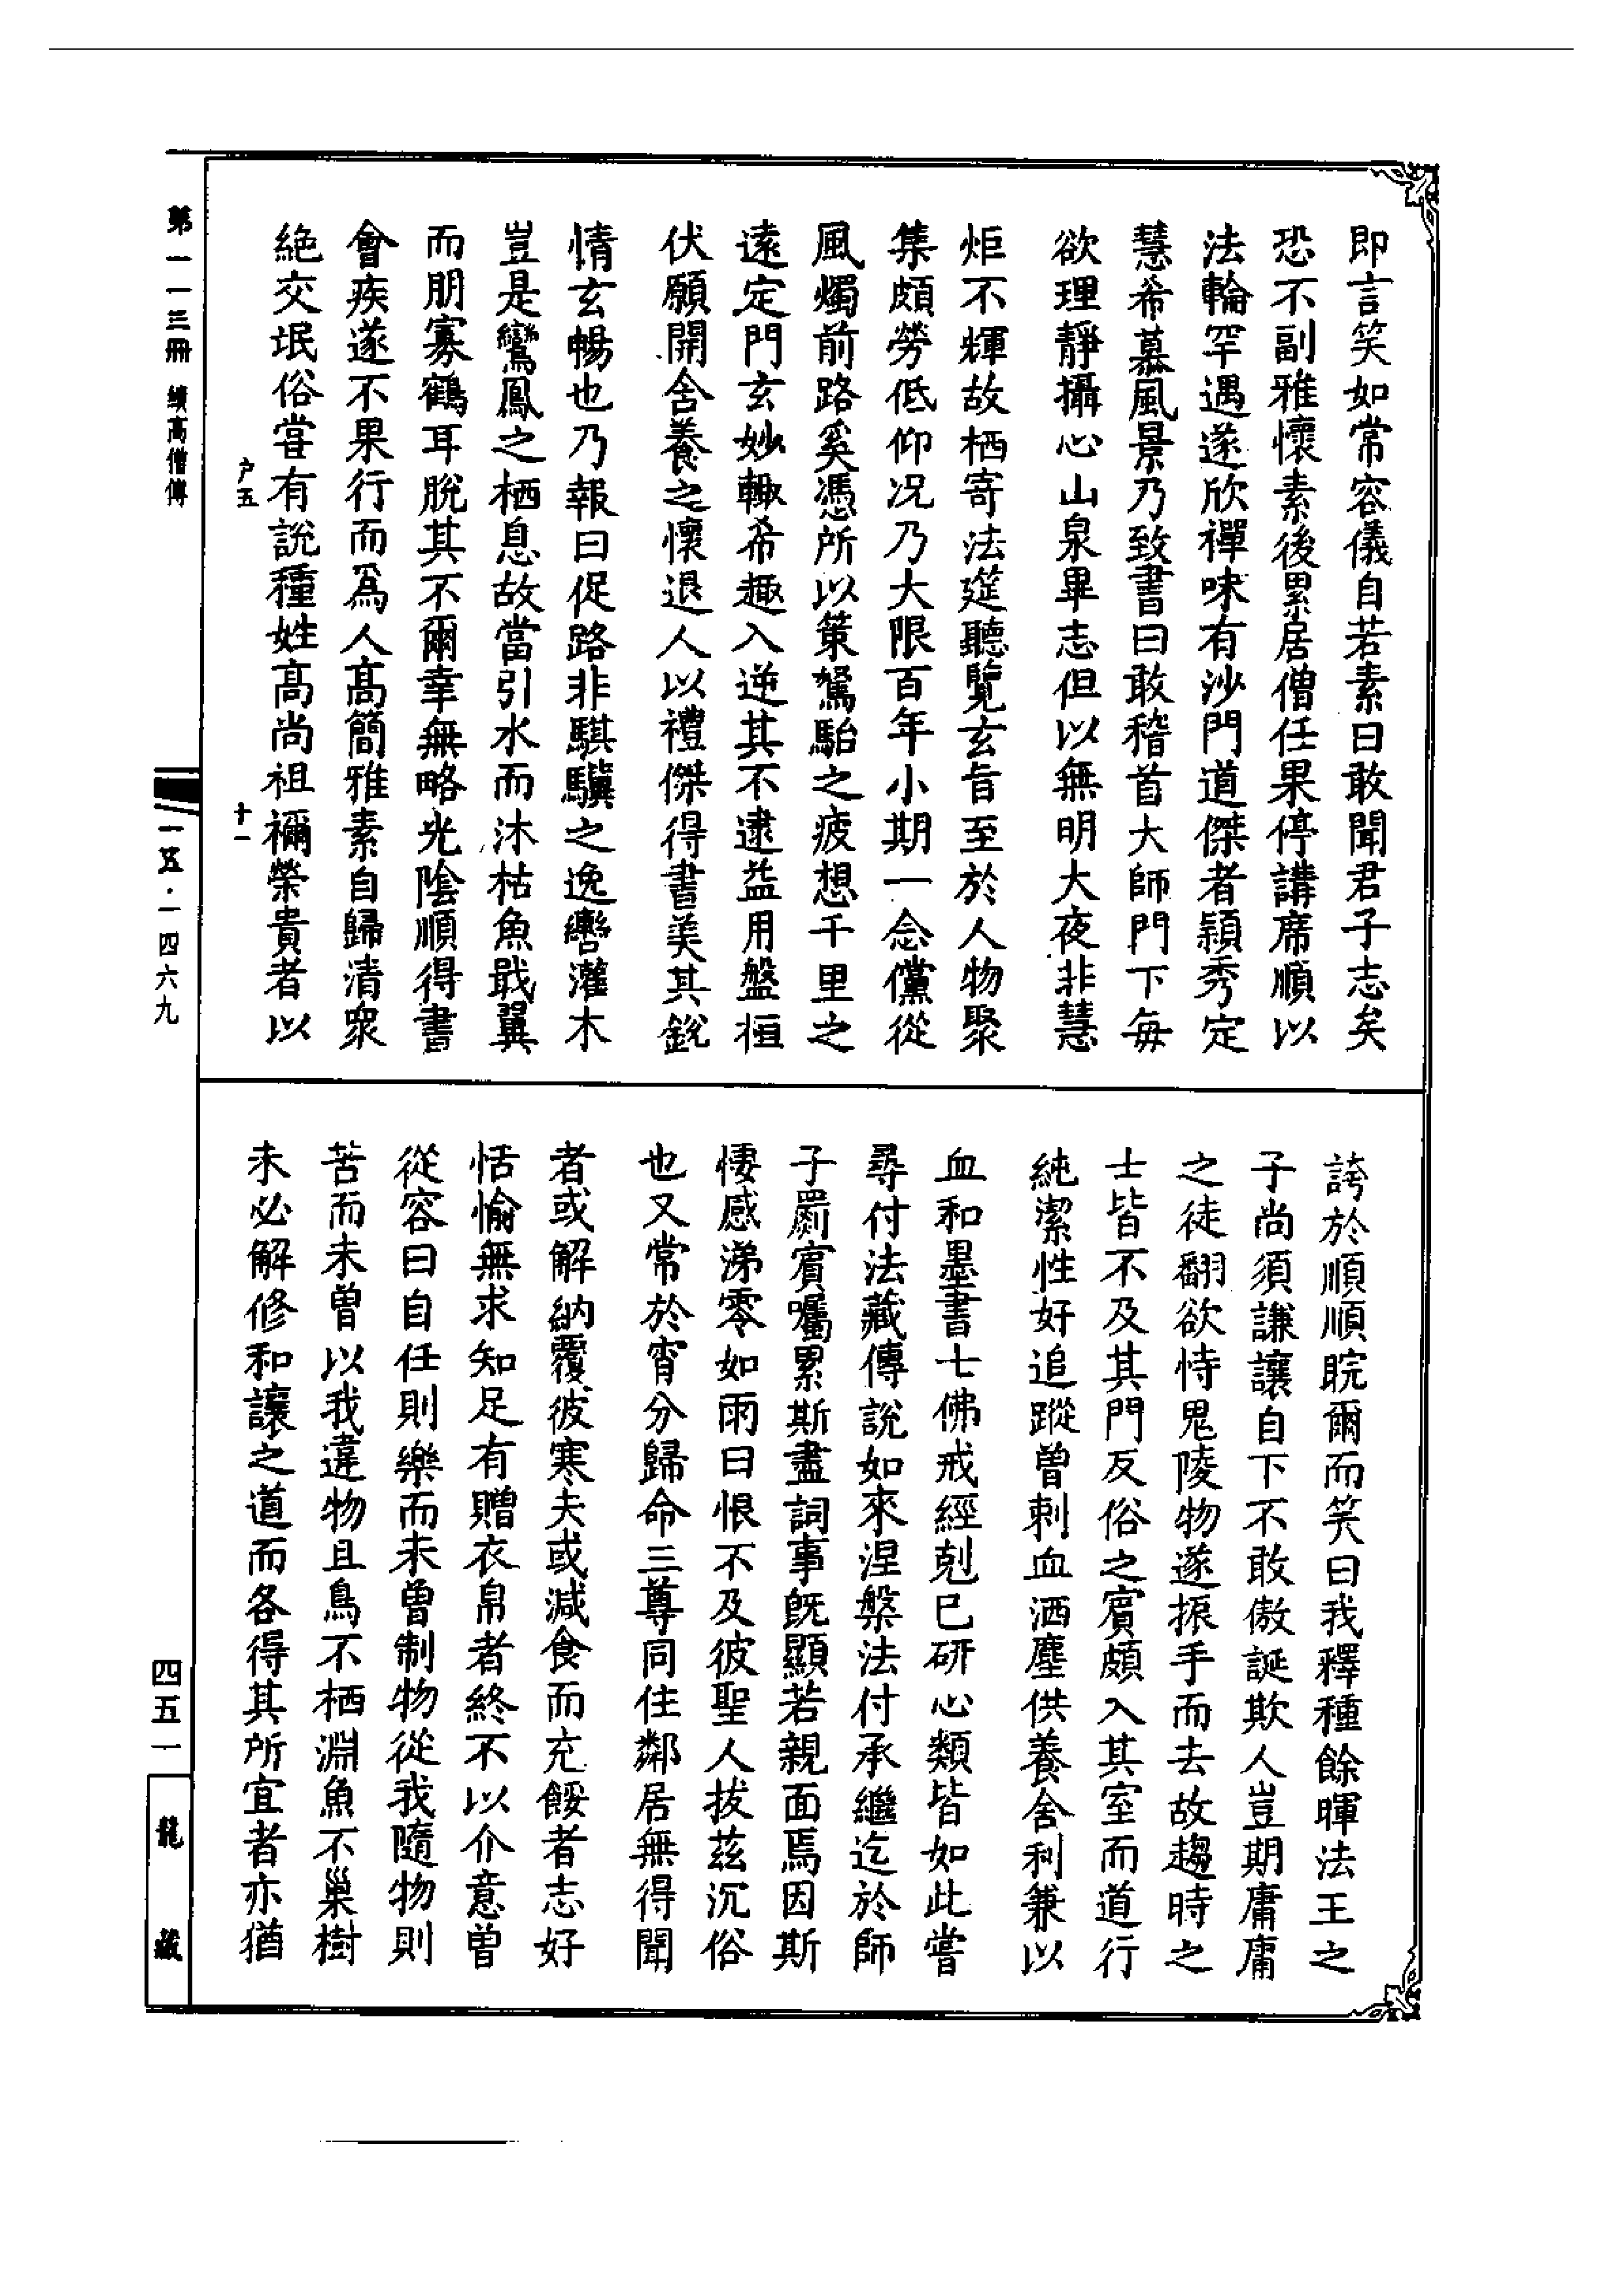 即言笑如常容儀自若素曰敢聞君子志矣
恐不副雅懷素後累居僧任果停講席順以
法輪罕遇遂欣禪味有沙門道傑者穎秀定
慧希慕風景乃致書曰敢稽首大師門下每
欲理靜攝心山泉畢志但以無明大夜非慧
炬不輝故栖寄法筵聽覽玄旨至於人物聚
集頗勞低仰况乃大限百年小期一念儻從
風燭前路奚憑所以策駑駘之疲想千里之
遠定門玄妙輙希趣入逆其不逮益用盤桓
伏願開含養之懷退人以禮傑得書美其銳
情玄暢也乃報曰促路非騏驥之逸轡灌木
豈是鸞鳳之栖息故當引水而沐枯魚戢翼
而朋寡鶴耳脫其不爾幸無略光陰順得書
會疾遂不果行而爲人高簡雅素自歸清衆
絶交氓俗甞有說種姓高尚祖禰榮貴者以
户五 十一
誇於順順睆爾而笑曰我釋種餘暉法王之
子尚須謙讓自下不敢傲誕欺人豈期庸庸
之徒翻欲恃鬼陵物遂振手而去故趨時之
士皆不及其門反俗之賓頗入其室而道行
純潔性好追蹤曾刺血洒塵供養舍利兼以
血和墨書七佛戒經剋己研心類皆如此嘗
尋付法藏傳說如來涅槃法付承繼迄於師
子罽賓囑累斯盡詞事旣顯若親面焉因斯
悽感涕零如雨曰恨不及彼聖人拔茲沉俗
也又常於宵分歸命三尊同住鄰居無得聞
者或解納覆彼寒夫或減食而充餒者志好
恬愉無求知足有贈衣帛者終不以介意曾
從容曰自任則樂而未曾制物從我隨物則
苦而未曾以我違物且鳥不栖淵魚不巢樹
未必解修和讓之道而各得其所宜者亦猶
第一一三冊 續高僧傳
一五·一四六九
四五一
龍藏